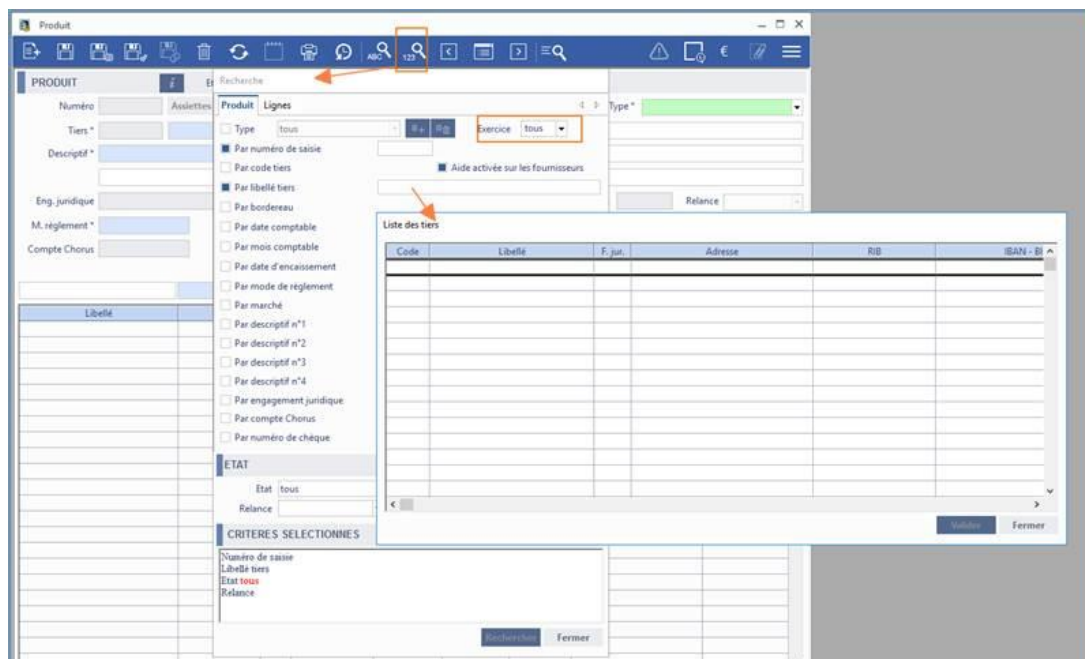 Produit
ABC
123
€
PRODUIT
i
Recherche
Numéro
Assiettes
Produit
Lignes
Type *
Tiers *
Type
tous
Exercice
tous
Descriptif *
Par numéro de saisie
Par code tiers
Aide activée sur les fournisseurs
Par libellé tiers
Eng. juridique
Par bordereau
Relance
M. règlement *
Par date comptable
Liste des tiers
Compte Chorus
Par mois comptable
Code
Libellé
F. jur.
Adresse
RIB
IBAN - BI
Par date d'encaissement
Par mode de règlement
Par marché
Libellé
Par descriptif n°1
Par descriptif n°2
Par descriptif n°3
Par descriptif n°4
Par engagement juridique
Par compte Chorus
Par numéro de chèque
ETAT
Etat
tous
Relance
Valider
Fermer
CRITERES SELECTIONNES
Numéro de saisie
Libellé tiers
Etat tous
Relance
Rechercher
Fermer